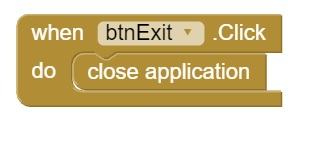 when btnExit .Click
do close application